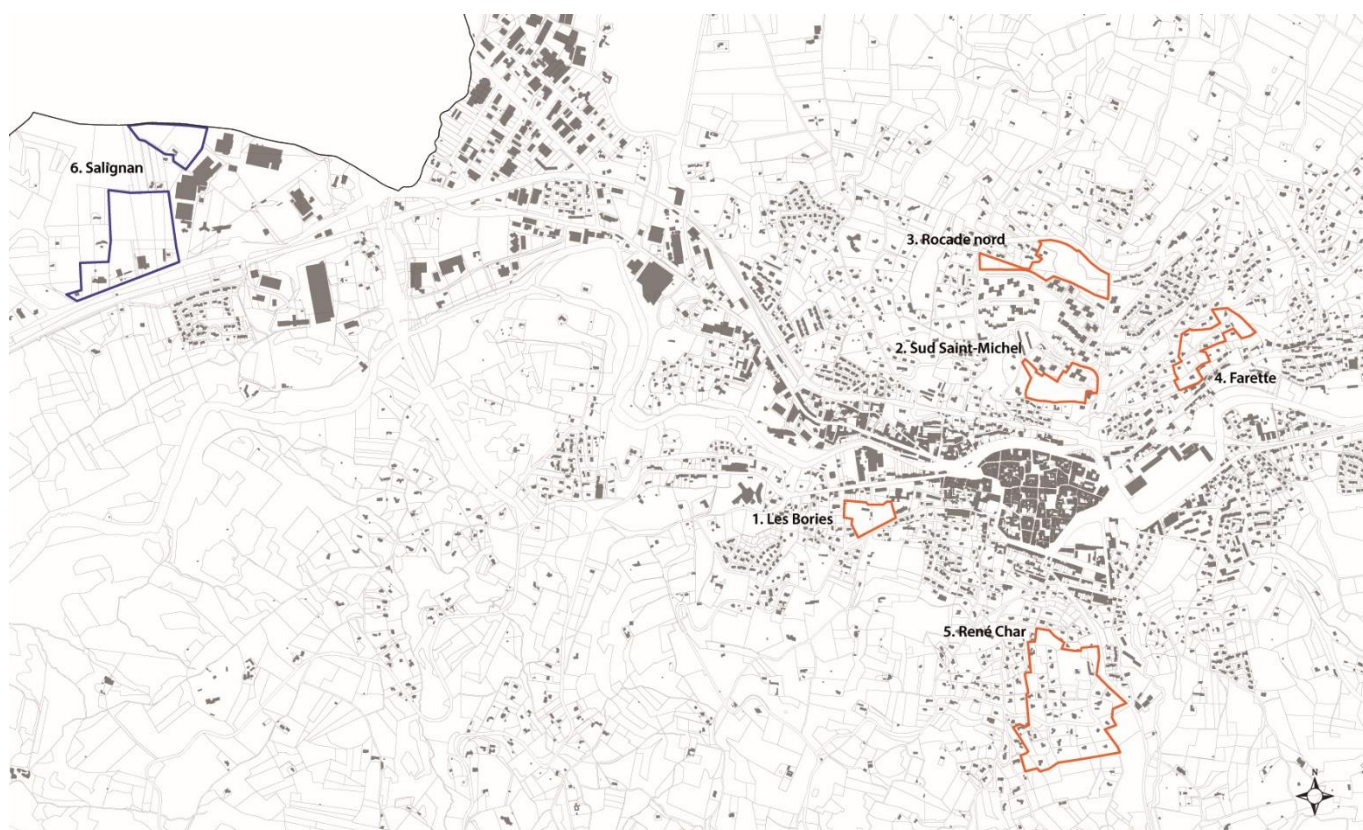 6. Salignan
3. Rocade nord
2. Sud Saint-Michel
4. Farette
1. Les Bories
5. René Char
N